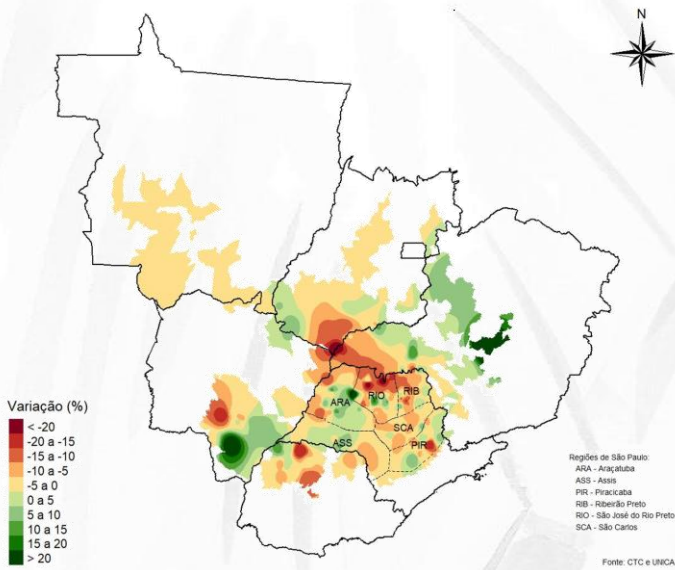 N
ARA
RIO
RIB
SCA
ASS
PIR
Variação (%)
< -20
-20 a -15
-15 a -10
-10 a -5
-5 a 0
0 a 5
5 a 10
10 a 15
15 a 20
> 20
Regiões de São Paulo:
ARA - Araçatuba
ASS - Assis
PIR - Piracicaba
RIB - Ribeirão Preto
RIO - São José do Rio Preto
SCA - São Carlos
Fonte: CTC e UNICA